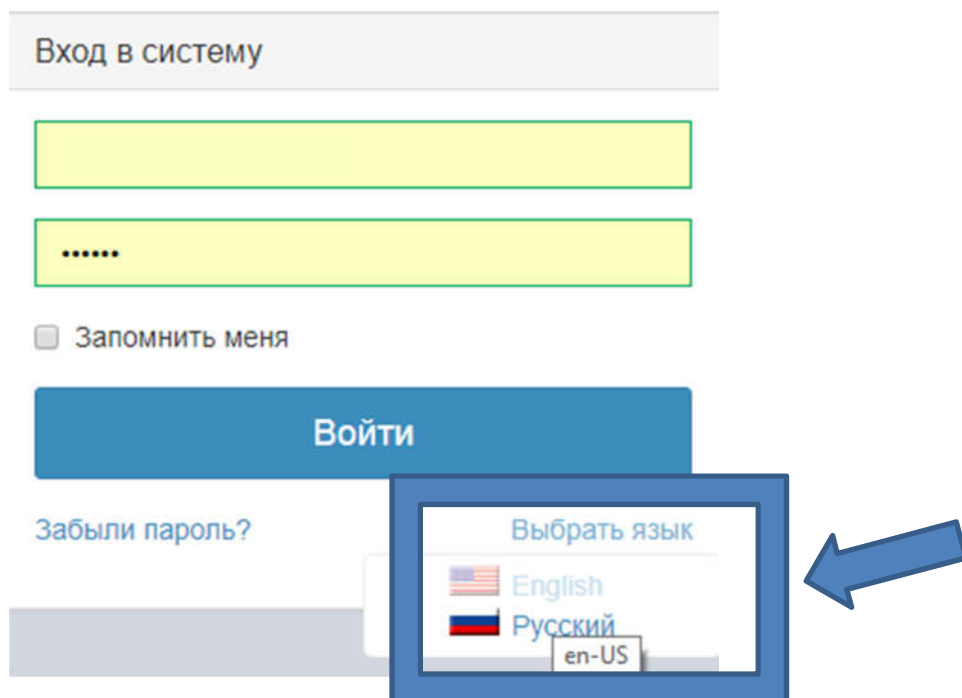 Вход в систему
••••••
Запомнить меня
Войти
Забыли пароль?
Выбрать язык
English
Русский
en-US